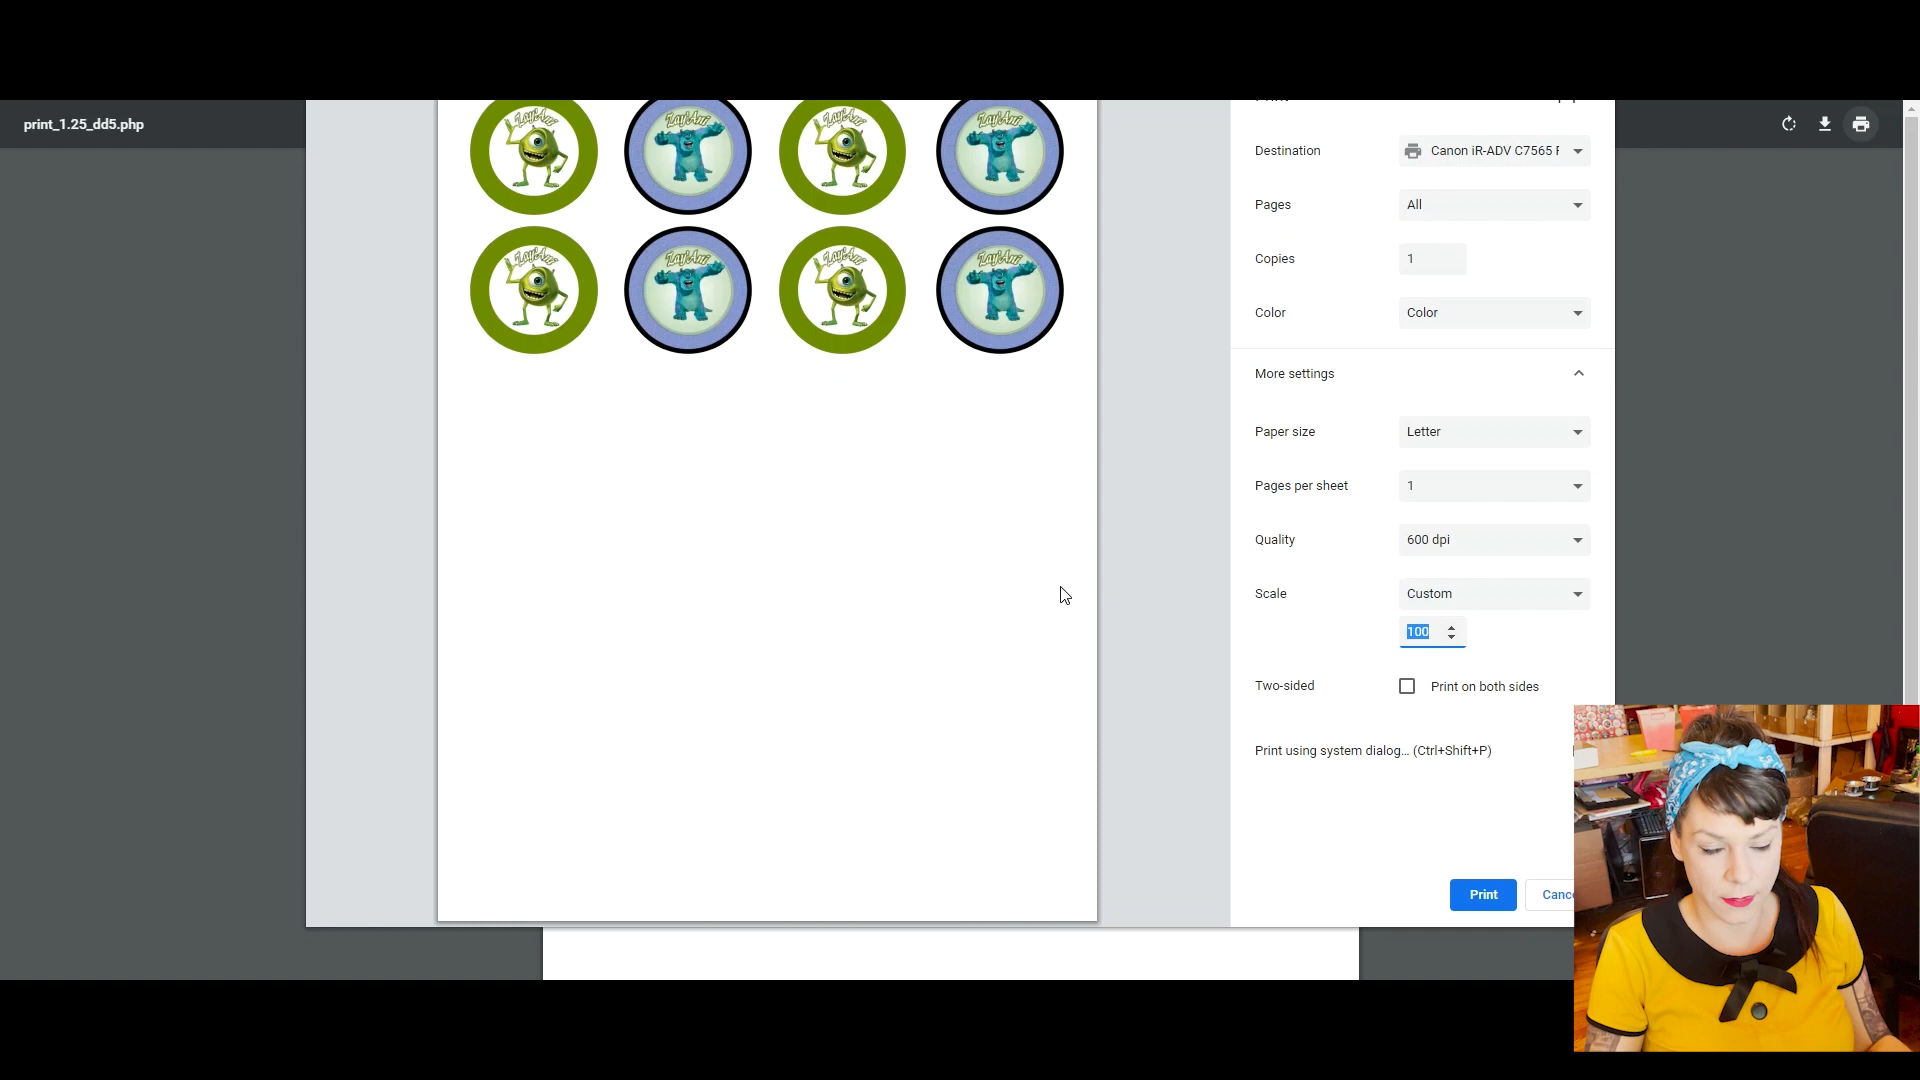 print_1.25_dd5.php
Destination
Canon iR-ADV C7565 F
Pages
All
Copies
1
Color
Color
More settings
Paper size
Letter
Pages per sheet
1
Quality
600 dpi
Scale
Custom
100
Two-sided
Print on both sides
Print using system dialog... (Ctrl+Shift+P)
Print
Cance